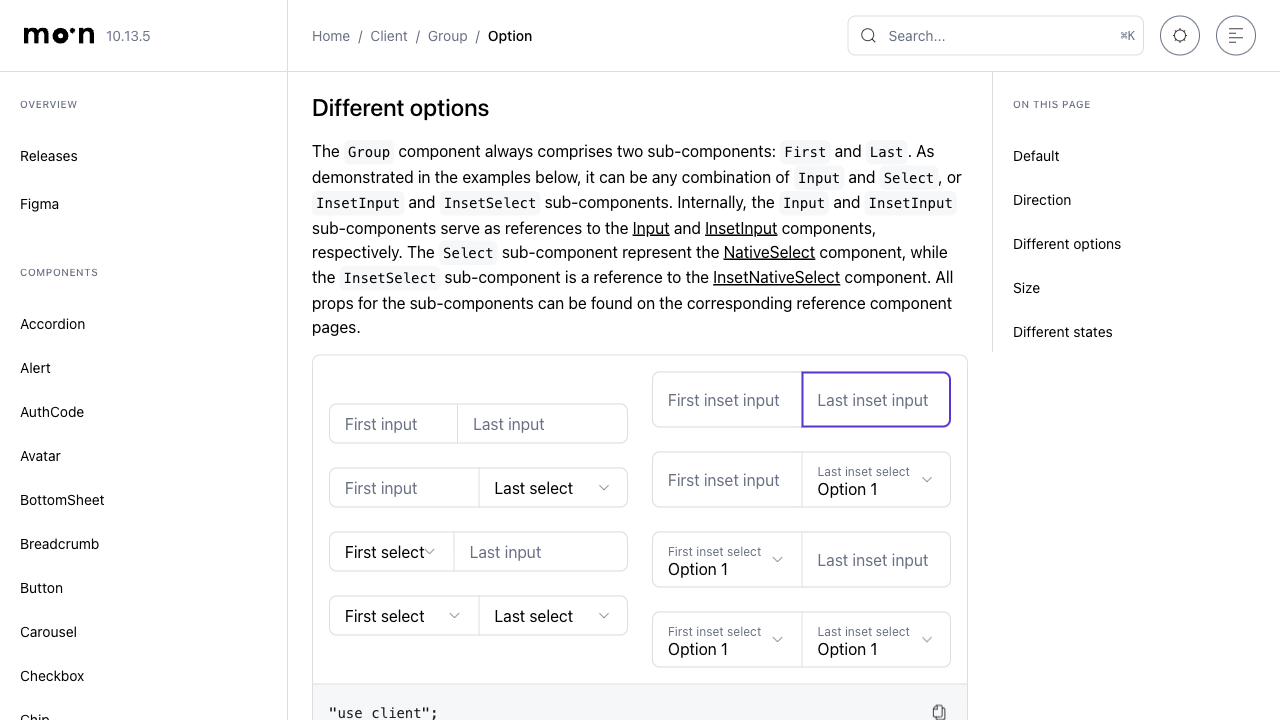 moon 10.13.5
Home / Client / Group / Option
Search...
⌘K
OVERVIEW
Releases
Figma
COMPONENTS
Accordion
Alert
AuthCode
Avatar
BottomSheet
Breadcrumb
Button
Carousel
Checkbox
Chip
Different options
The Group component always comprises two sub-components: First and Last. As
demonstrated in the examples below, it can be any combination of Input and Select, or
InsetInput and InsetSelect sub-components. Internally, the Input and InsetInput
sub-components serve as references to the Input and InsetInput components,
respectively. The Select sub-component represent the NativeSelect component, while
the InsetSelect sub-component is a reference to the InsetNativeSelect component. All
props for the sub-components can be found on the corresponding reference component
pages.
First input Last input
First input Last select
First select Last input
First select Last select
First inset input Last inset input
First inset input Last inset select
Option 1
First inset select
Option 1 Last inset input
First inset select Last inset select
Option 1 Option 1
"use client";
ON THIS PAGE
Default
Direction
Different options
Size
Different states